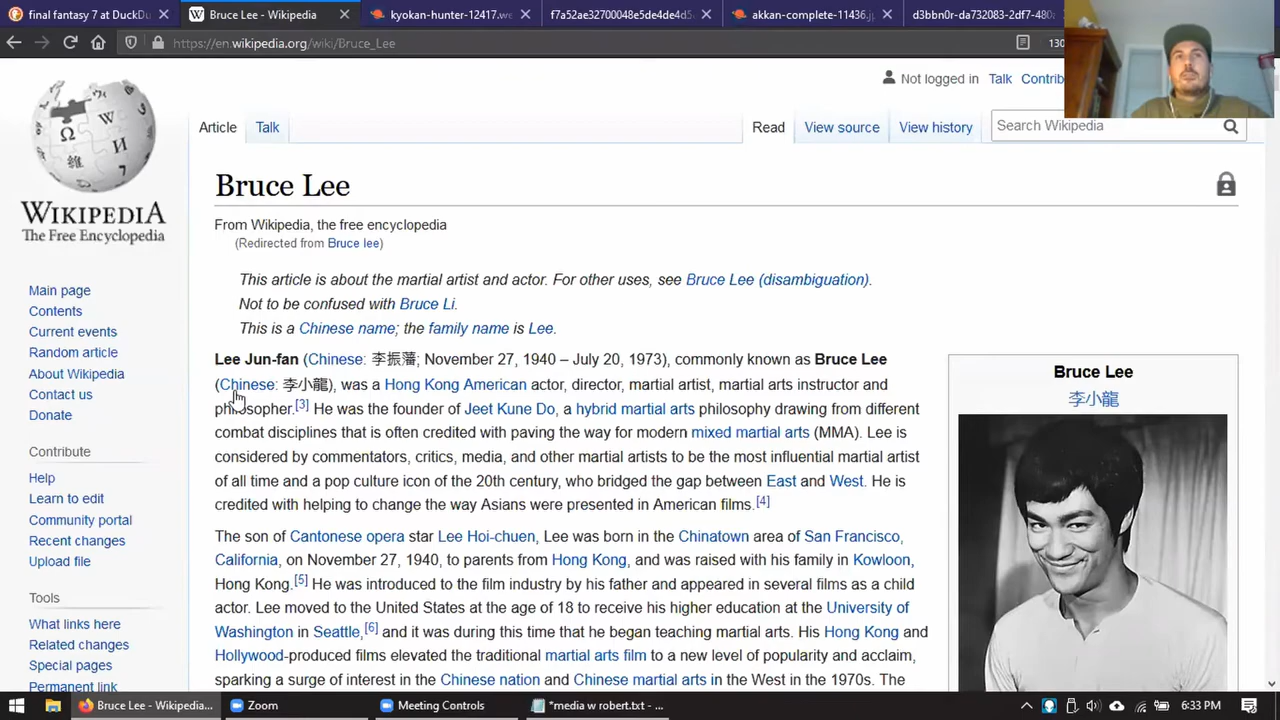 final fantasy 7 at DuckDu
Bruce Lee - Wikipedia
kyokan-hunter-12417.we
f7a52ae32700048e5de4de4d5
akkan-complete-11436.j
d3bbn0r-da732083-2df7-480
https://en.wikipedia.org/wiki/Bruce_Lee
130
Not logged in Talk Contrib
Article Talk Read View source View history Search Wikipedia
WIKIPEDIA
The Free Encyclopedia
Main page
Contents
Current events
Random article
About Wikipedia
Contact us
Donate
Contribute
Help
Learn to edit
Community portal
Recent changes
Upload file
Tools
What links here
Related changes
Special pages
Permanent link
Bruce Lee
From Wikipedia, the free encyclopedia
(Redirected from Bruce lee)
This article is about the martial artist and actor. For other uses, see Bruce Lee (disambiguation).
Not to be confused with Bruce Li.
This is a Chinese name; the family name is Lee.
Lee Jun-fan (Chinese: 李振藩; November 27, 1940 – July 20, 1973), commonly known as Bruce Lee
(Chinese: 李小龍), was a Hong Kong American actor, director, martial artist, martial arts instructor and
philosopher.[3] He was the founder of Jeet Kune Do, a hybrid martial arts philosophy drawing from different
combat disciplines that is often credited with paving the way for modern mixed martial arts (MMA). Lee is
considered by commentators, critics, media, and other martial artists to be the most influential martial artist
of all time and a pop culture icon of the 20th century, who bridged the gap between East and West. He is
credited with helping to change the way Asians were presented in American films.[4]
The son of Cantonese opera star Lee Hoi-chuen, Lee was born in the Chinatown area of San Francisco,
California, on November 27, 1940, to parents from Hong Kong, and was raised with his family in Kowloon,
Hong Kong.[5] He was introduced to the film industry by his father and appeared in several films as a child
actor. Lee moved to the United States at the age of 18 to receive his higher education at the University of
Washington in Seattle,[6] and it was during this time that he began teaching martial arts. His Hong Kong and
Hollywood-produced films elevated the traditional martial arts film to a new level of popularity and acclaim,
sparking a surge of interest in the Chinese nation and Chinese martial arts in the West in the 1970s. The
Bruce Lee
李小龍
Bruce Lee - Wikipedia...
Zoom
Meeting Controls
*media w robert.txt - ...
6:33 PM